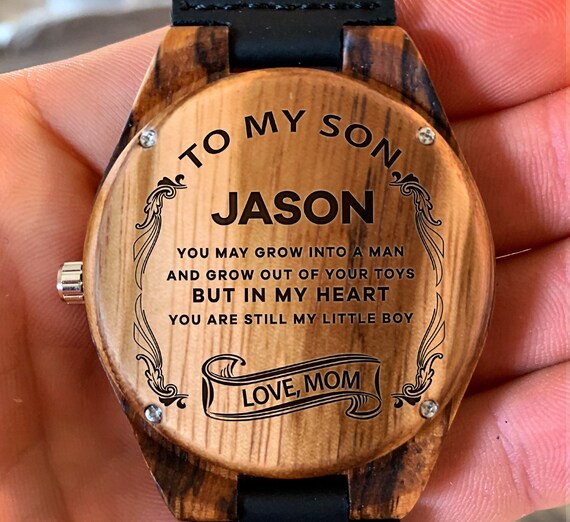 TO MY SON
JASON
YOU MAY GROW INTO A MAN
AND GROW OUT OF YOUR TOYS
BUT IN MY HEART
YOU ARE STILL MY LITTLE BOY
LOVE, MOM